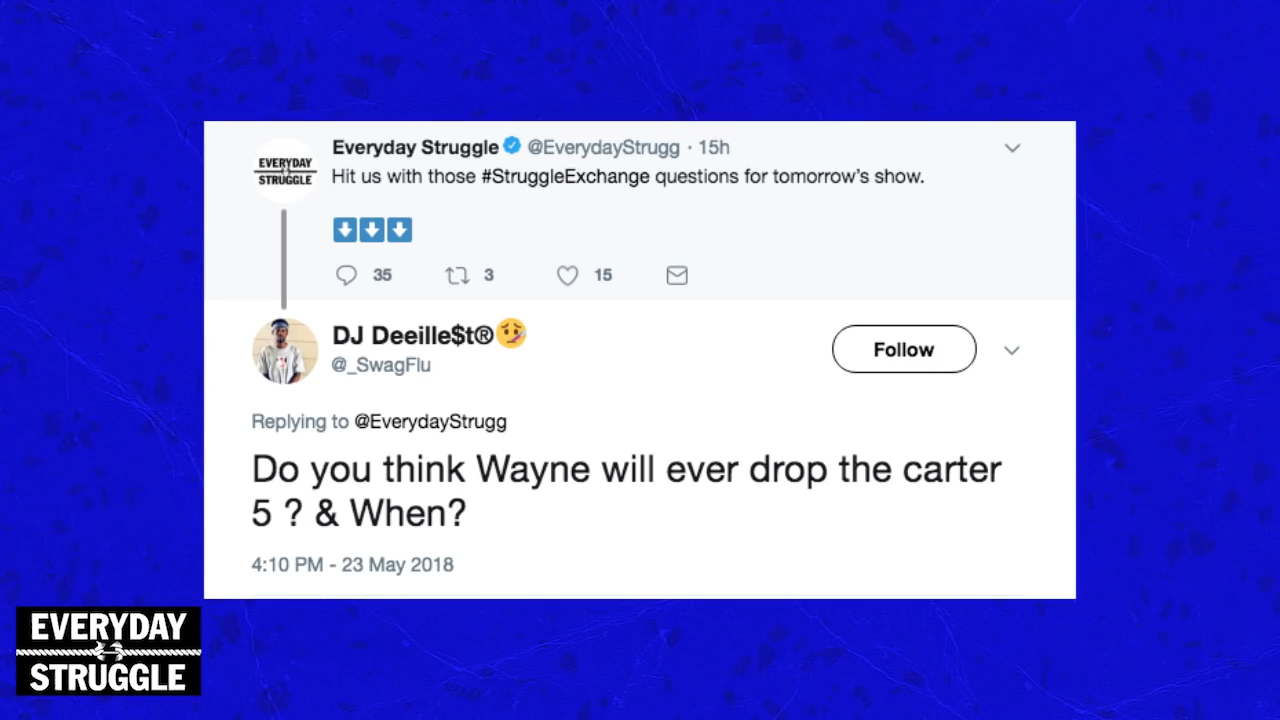 Everyday Struggle @EverydayStrugg · 15h
EVERYDAY
STRUGGLE
Hit us with those #StruggleExchange questions for tomorrow's show.
35 3 15
DJ Deeille$t®
@_SwagFlu
Follow
Replying to @EverydayStrugg
Do you think Wayne will ever drop the carter
5 ? & When?
4:10 PM - 23 May 2018
EVERYDAY
STRUGGLE